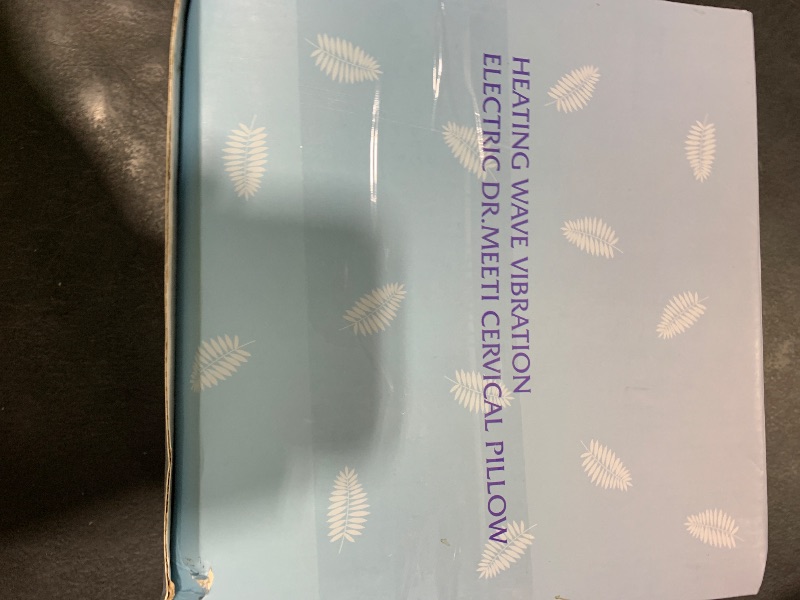 HEATING WAVE VIBRATION
ELECTRIC DR.MEETI CERVICAL PILLOW